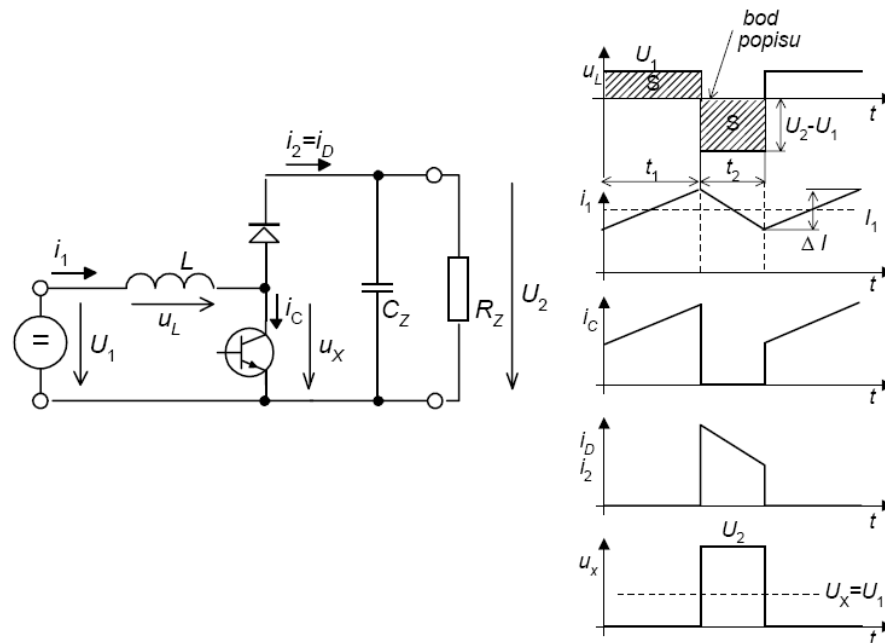 bod
popisu
u_L
U_1
S
S
t
U_2-U_1
t_1
t_2
i_1
I_1
Δ I
t
i_C
t
i_D
i_2
t
u_x
U_2
U_X=U_1
t
i_2=i_D
i_1
L
u_L
i_C
=
U_1
u_X
C_Z
R_Z
U_2